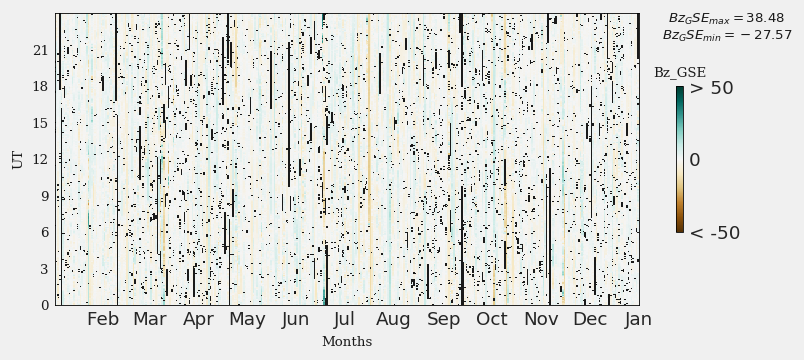 Bz_GSE_max = 38.48
Bz_GSE_min = −27.57
Bz_GSE
> 50
0
< -50
21
18
15
12
9
6
3
0
UT
Feb Mar Apr May Jun Jul Aug Sep Oct Nov Dec Jan
Months